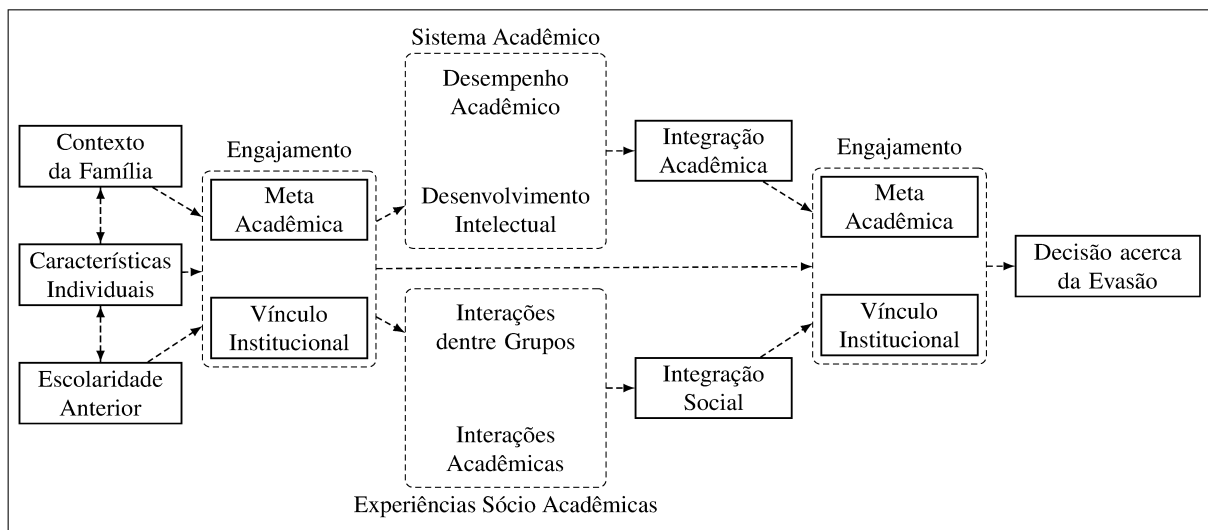 Sistema Acadêmico
Desempenho
Acadêmico
Desenvolvimento
Intelectual
Contexto
da Família
Características
Individuais
Escolaridade
Anterior
Engajamento
Meta
Acadêmica
Vínculo
Institucional
Interações
dentre Grupos
Interações
Acadêmicas
Experiências Sócio Acadêmicas
Integração
Acadêmica
Integração
Social
Engajamento
Meta
Acadêmica
Vínculo
Institucional
Decisão acerca
da Evasão